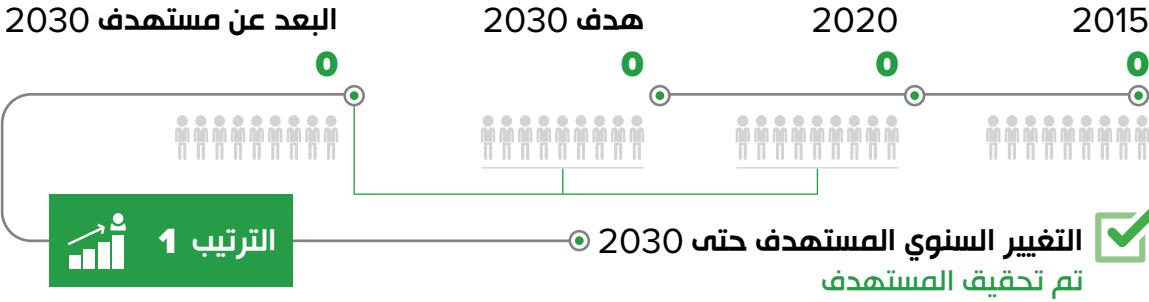 2015
2020
هدف 2030
البعد عن مستهدف 2030
0
0
0
0
التغيير السنوي المستهدف حتى 2030
تم تحقيق المستهدف
الترتيب 1